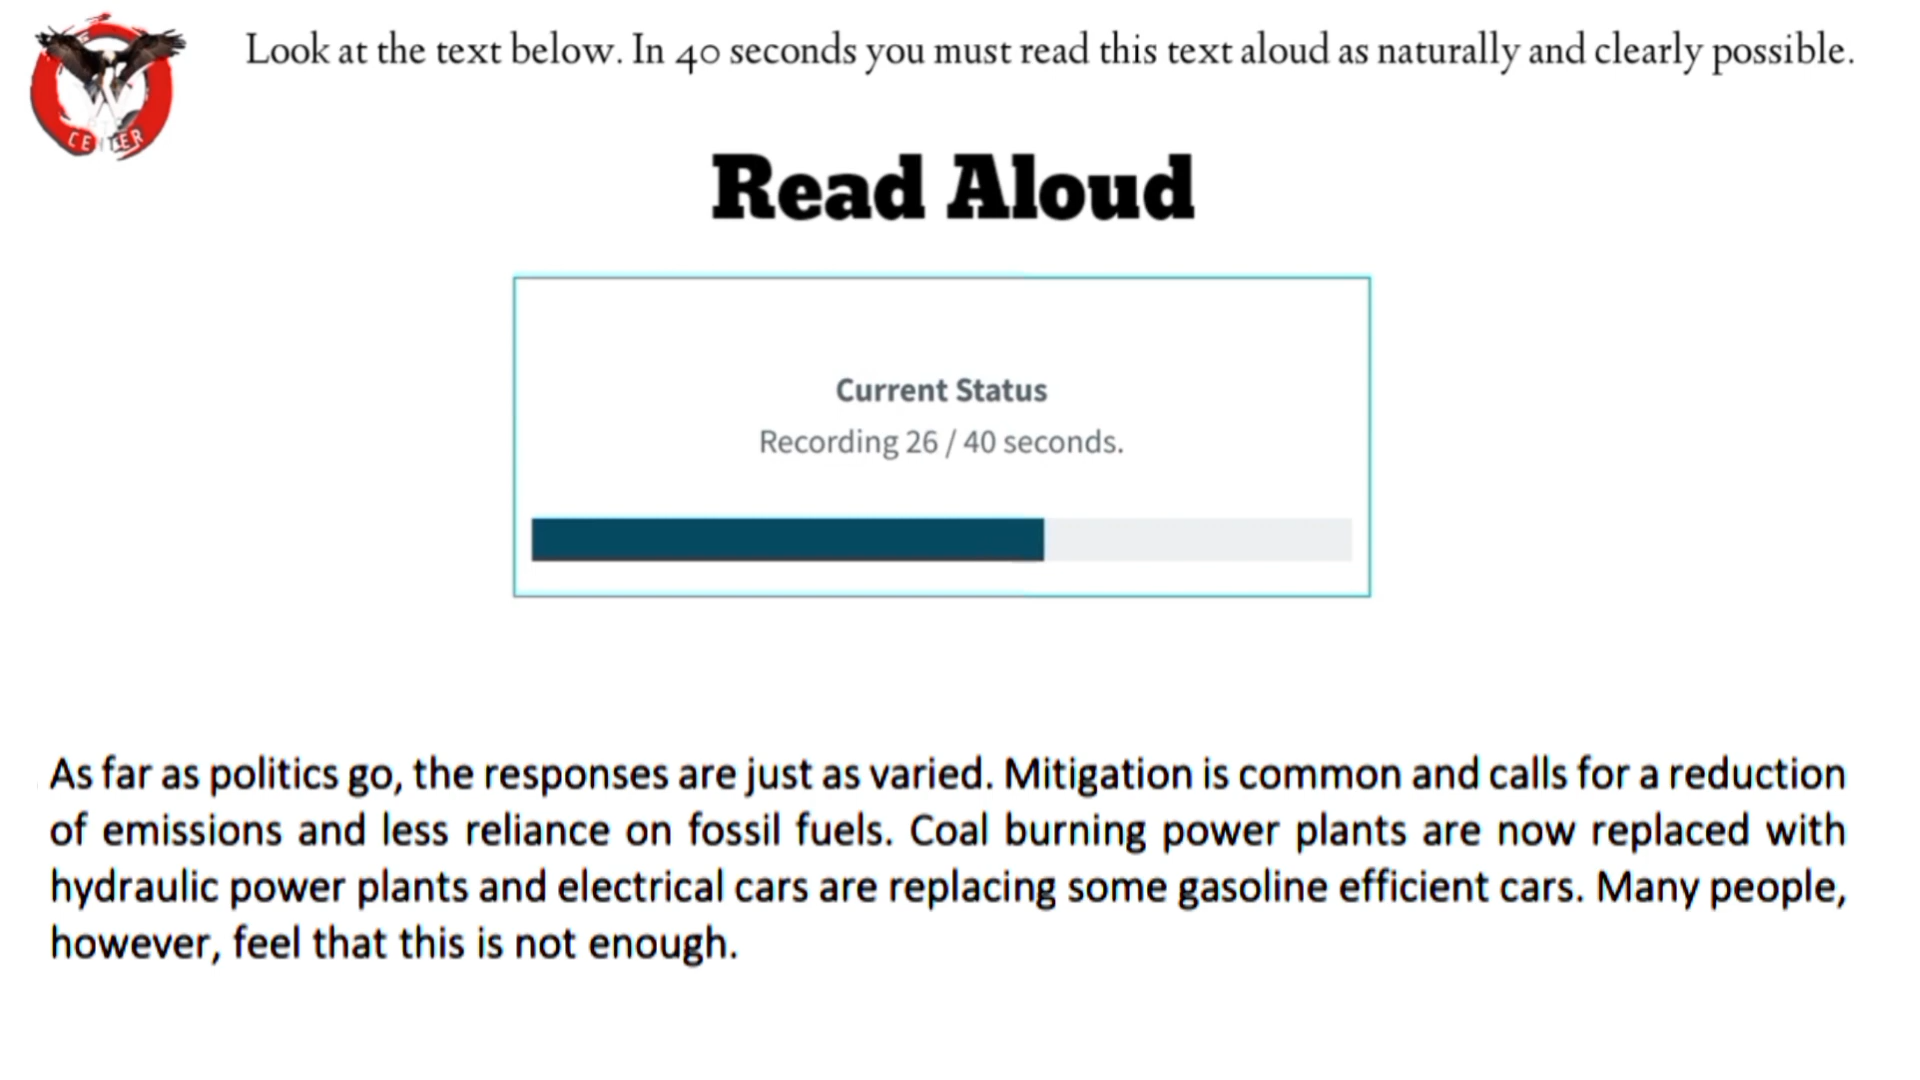 Look at the text below. In 40 seconds you must read this text aloud as naturally and clearly possible.
CENTER
Read Aloud
Current Status
Recording 26 / 40 seconds.
As far as politics go, the responses are just as varied. Mitigation is common and calls for a reduction
of emissions and less reliance on fossil fuels. Coal burning power plants are now replaced with
hydraulic power plants and electrical cars are replacing some gasoline efficient cars. Many people,
however, feel that this is not enough.